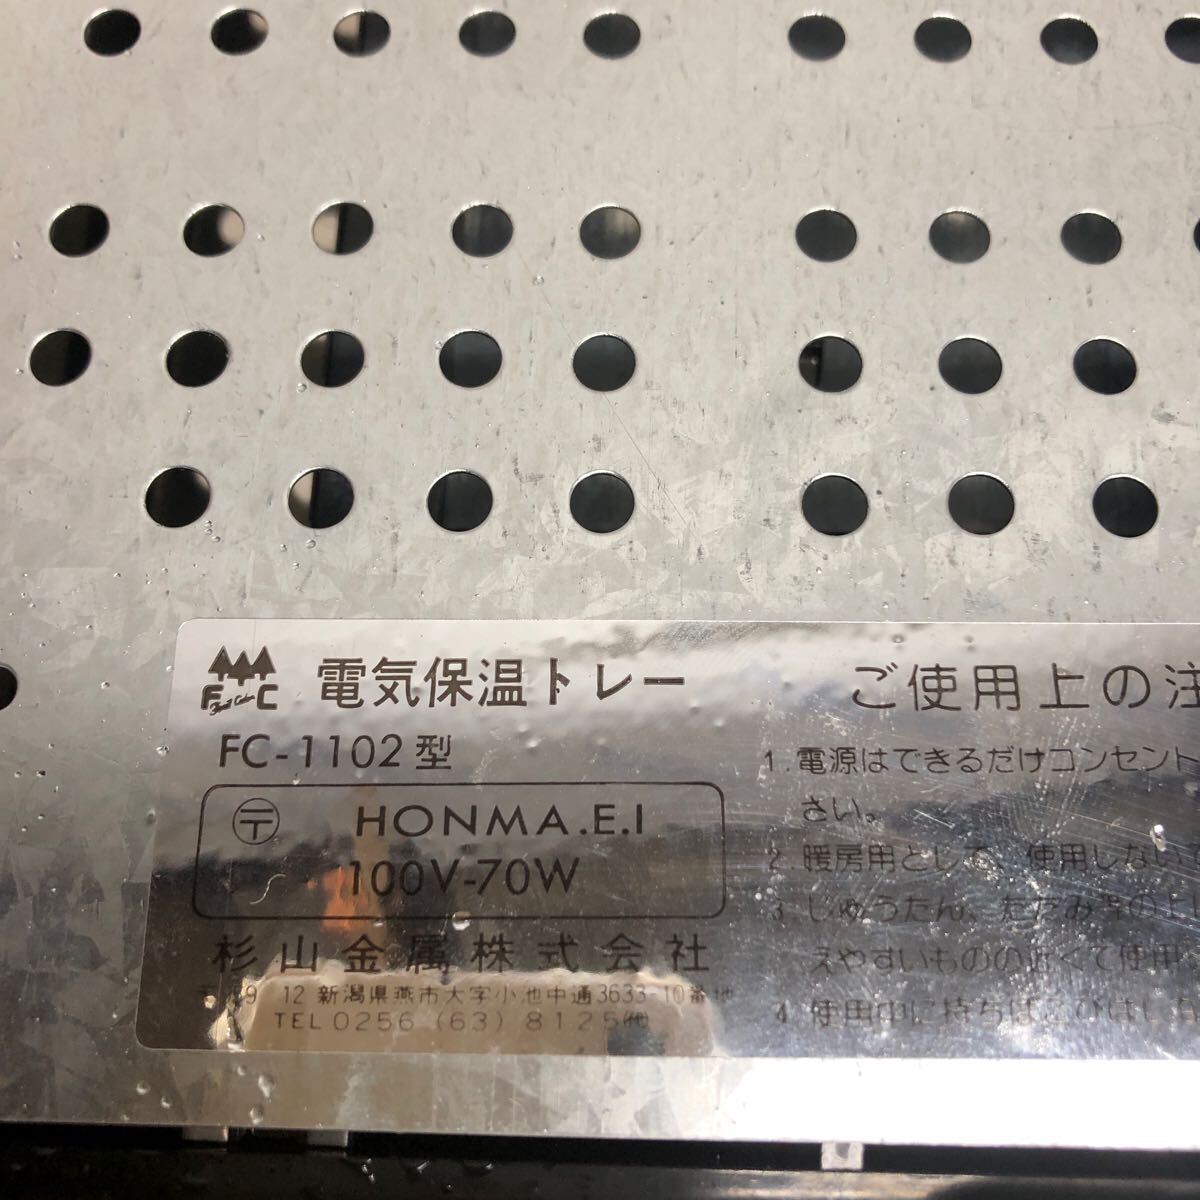 F C
電気保温トレー
FC-1102型
〒
HONMA.E.I
100V-70W
杉山金属株式会社
12 新潟県燕市大字小池中通3633-10番地
TEL 0256 (63) 8125㈹
ご使用上の注
1.電源はできるだけコンセント
さい。
2.暖房用として、使用しない
3.じゅうたん、たたみ等の上
えやすいものの近くで使用
4.使用中に持ちはこびはし